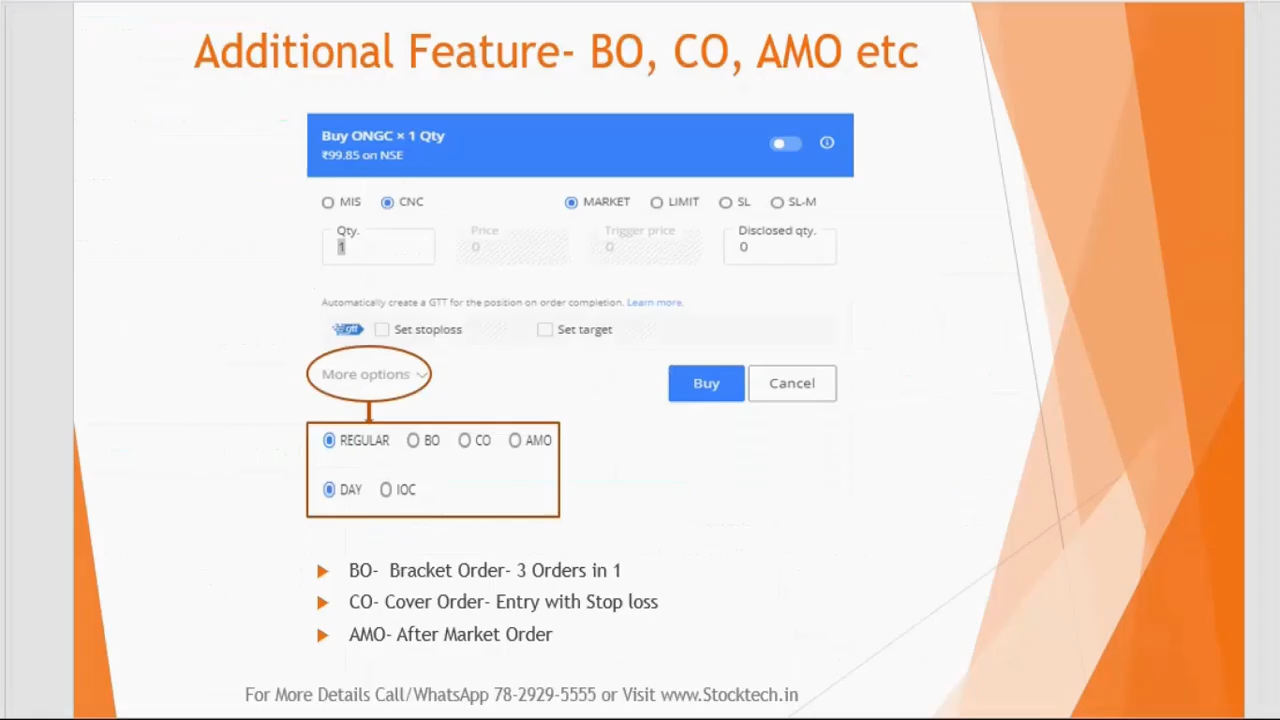 Additional Feature- BO, CO, AMO etc
Buy ONGC × 1 Qty
₹99.85 on NSE
MIS CNC MARKET LIMIT SL SL-M
Qty. Price Trigger price Disclosed qty.
1 0 0 0
Automatically create a GTT for the position on order completion. Learn more.
gtt Set stoploss Set target
More options
Buy Cancel
REGULAR BO CO AMO
DAY IOC
BO- Bracket Order- 3 Orders in 1
CO- Cover Order- Entry with Stop loss
AMO- After Market Order
For More Details Call/WhatsApp 78-2929-5555 or Visit www.Stocktech.in